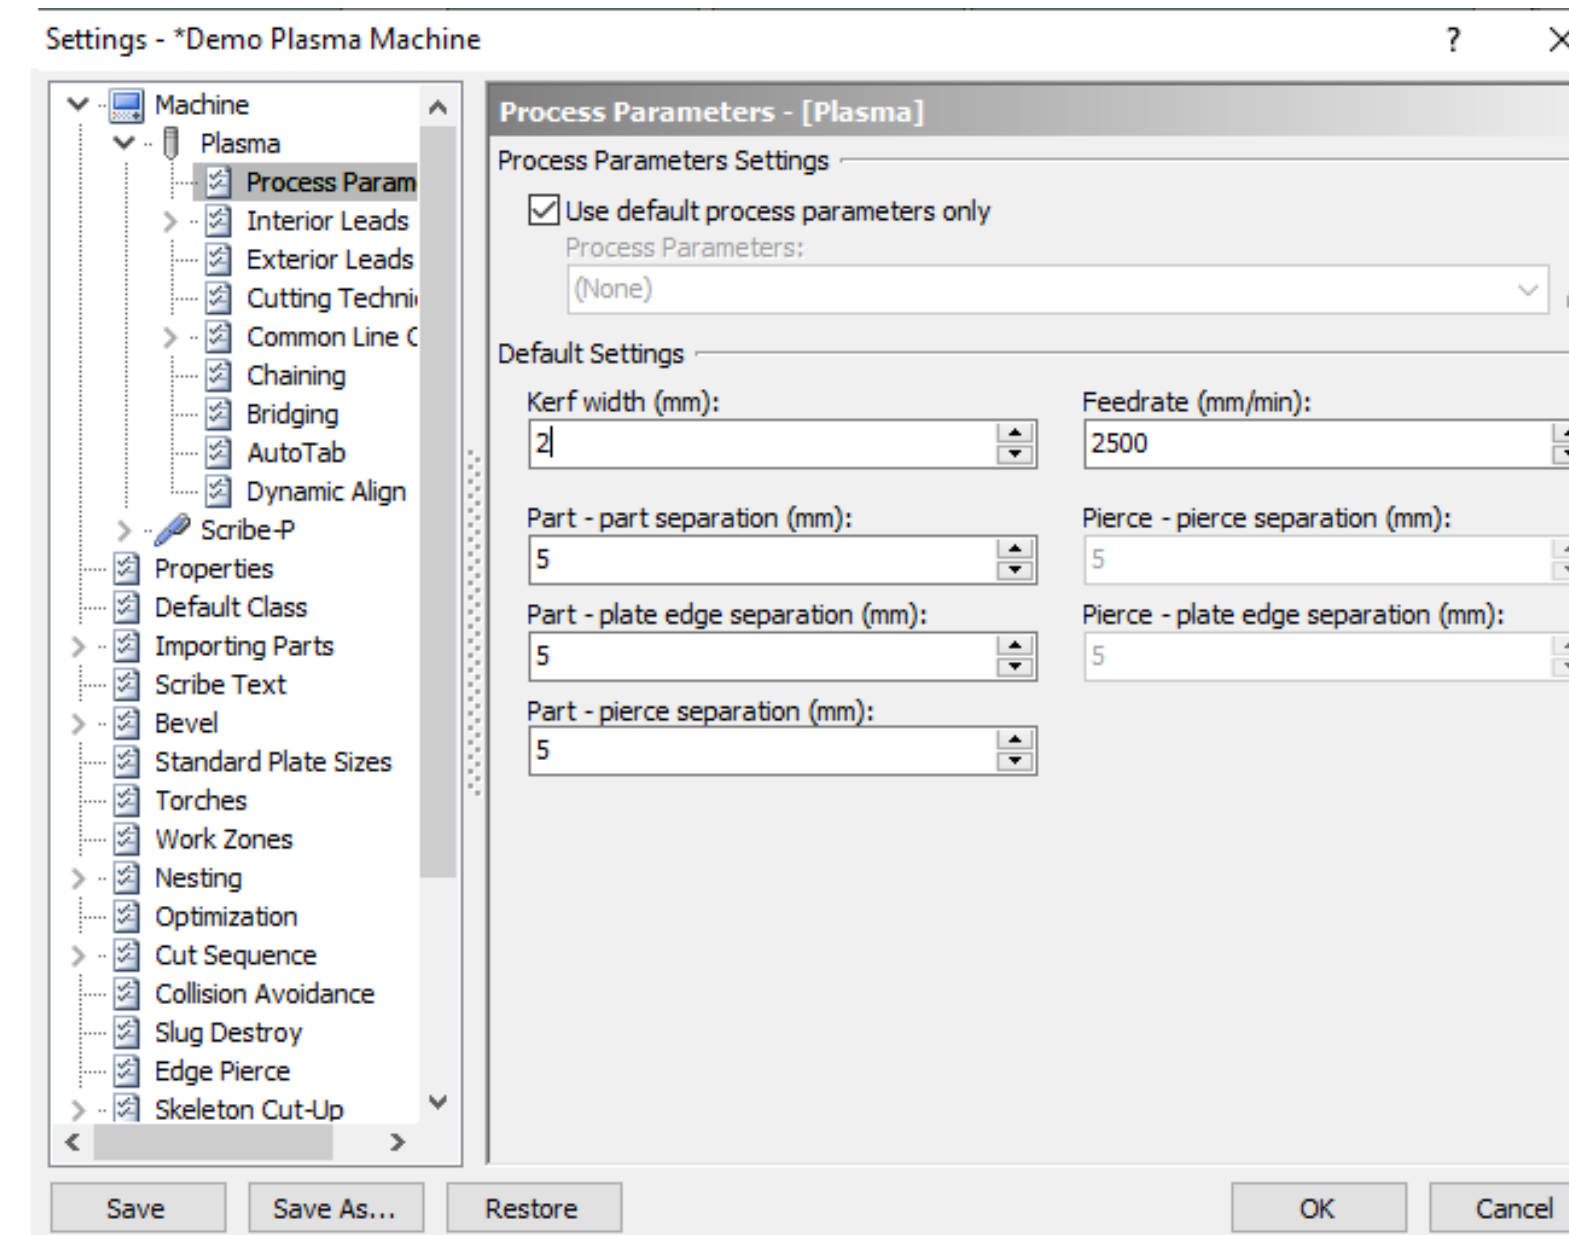 Settings - *Demo Plasma Machine
?
Machine
Plasma
Process Param
Interior Leads
Exterior Leads
Cutting Techni
Common Line C
Chaining
Bridging
AutoTab
Dynamic Align
Scribe-P
Properties
Default Class
Importing Parts
Scribe Text
Bevel
Standard Plate Sizes
Torches
Work Zones
Nesting
Optimization
Cut Sequence
Collision Avoidance
Slug Destroy
Edge Pierce
Skeleton Cut-Up
Process Parameters - [Plasma]
Process Parameters Settings
Use default process parameters only
Process Parameters:
(None)
Default Settings
Kerf width (mm): Feedrate (mm/min):
2 2500
Part - part separation (mm): Pierce - pierce separation (mm):
5 5
Part - plate edge separation (mm): Pierce - plate edge separation (mm):
5 5
Part - pierce separation (mm):
5
Save Save As... Restore OK Cancel